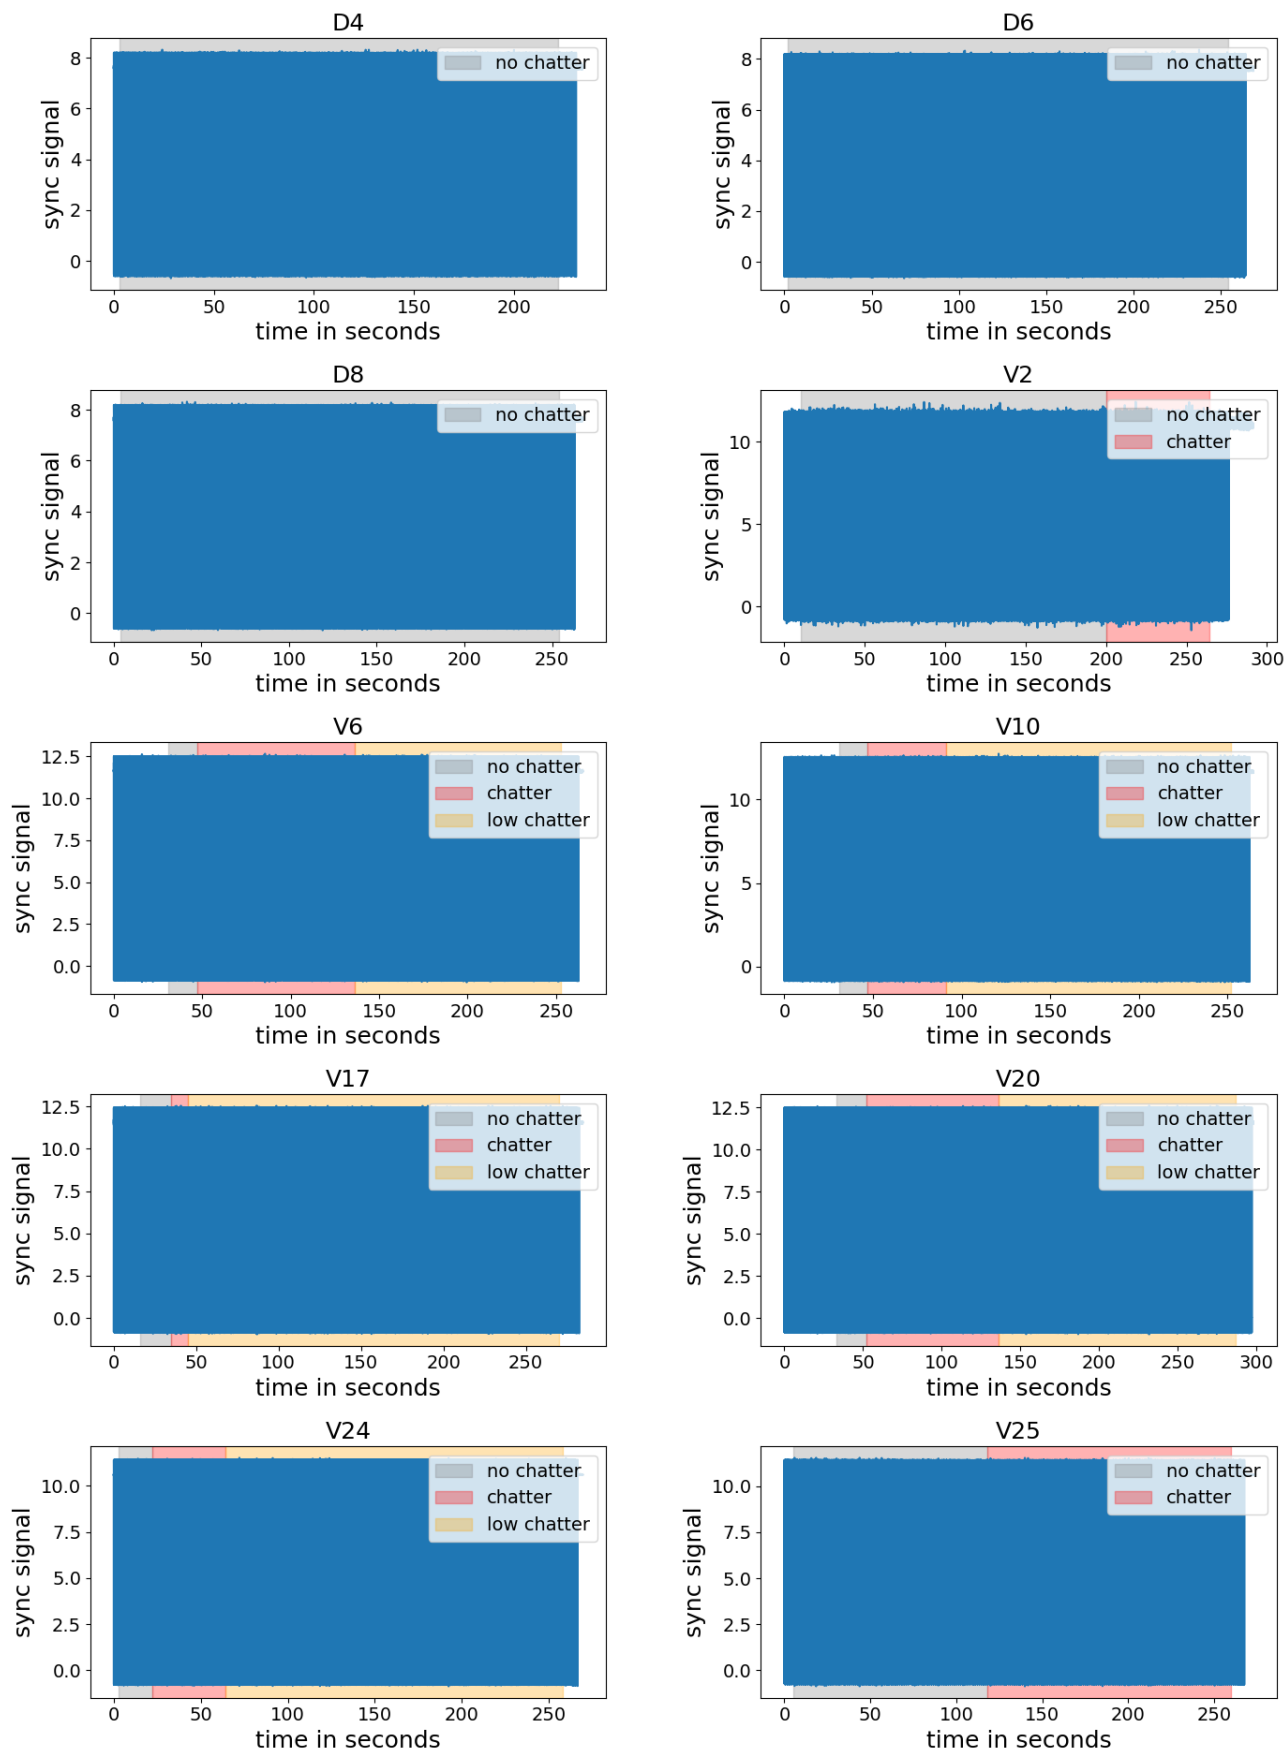 D4
sync signal
8
6
4
2
0
no chatter
0 50 100 150 200
time in seconds
D6
sync signal
8
6
4
2
0
no chatter
0 50 100 150 200 250
time in seconds
D8
sync signal
8
6
4
2
0
no chatter
0 50 100 150 200 250
time in seconds
V2
sync signal
10
5
0
no chatter
chatter
0 50 100 150 200 250 300
time in seconds
V6
sync signal
12.5
10.0
7.5
5.0
2.5
0.0
no chatter
chatter
low chatter
0 50 100 150 200 250
time in seconds
V10
sync signal
10
5
0
no chatter
chatter
low chatter
0 50 100 150 200 250
time in seconds
V17
sync signal
12.5
10.0
7.5
5.0
2.5
0.0
no chatter
chatter
low chatter
0 50 100 150 200 250
time in seconds
V20
sync signal
12.5
10.0
7.5
5.0
2.5
0.0
no chatter
chatter
low chatter
0 50 100 150 200 250 300
time in seconds
V24
sync signal
10.0
7.5
5.0
2.5
0.0
no chatter
chatter
low chatter
0 50 100 150 200 250
time in seconds
V25
sync signal
10.0
7.5
5.0
2.5
0.0
no chatter
chatter
0 50 100 150 200 250
time in seconds